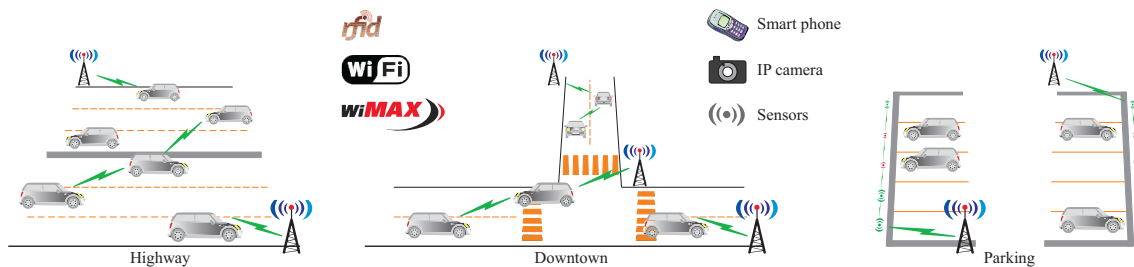 rfid
WiFi
WiMAX
Smart phone
IP camera
Sensors
Highway
Downtown
Parking